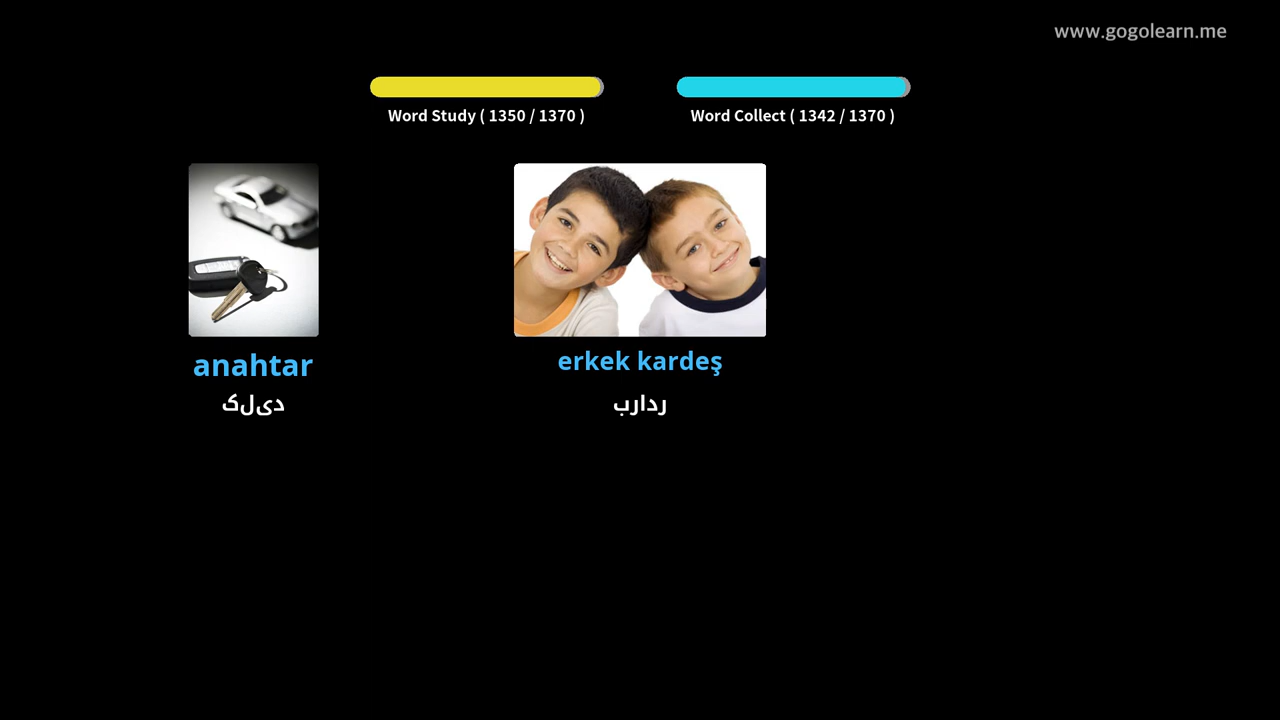 www.gogolearn.me
Word Study ( 1350 / 1370 )
Word Collect ( 1342 / 1370 )
anahtar
دیلک
erkek kardeş
ردارب